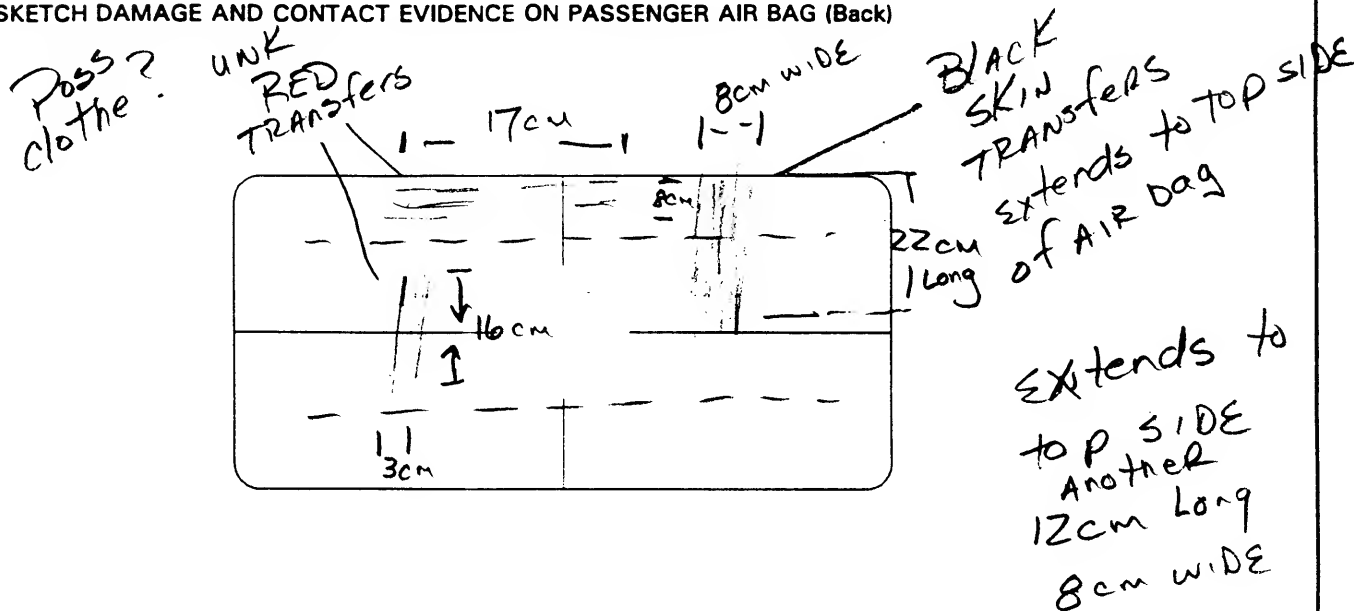 SKETCH DAMAGE AND CONTACT EVIDENCE ON PASSENGER AIR BAG (Back)
Poss ?
clothe ?
UNK
RED
TRANSfers
17cm
8cm WIDE
BLACK
SKIN
TRANSfERS
Extends to top SIDE
of AIR bag
8cm
22cm
Long
16cm
3cm
Extends to
top SIDE
AnotheR
12cm Long
8cm WIDE